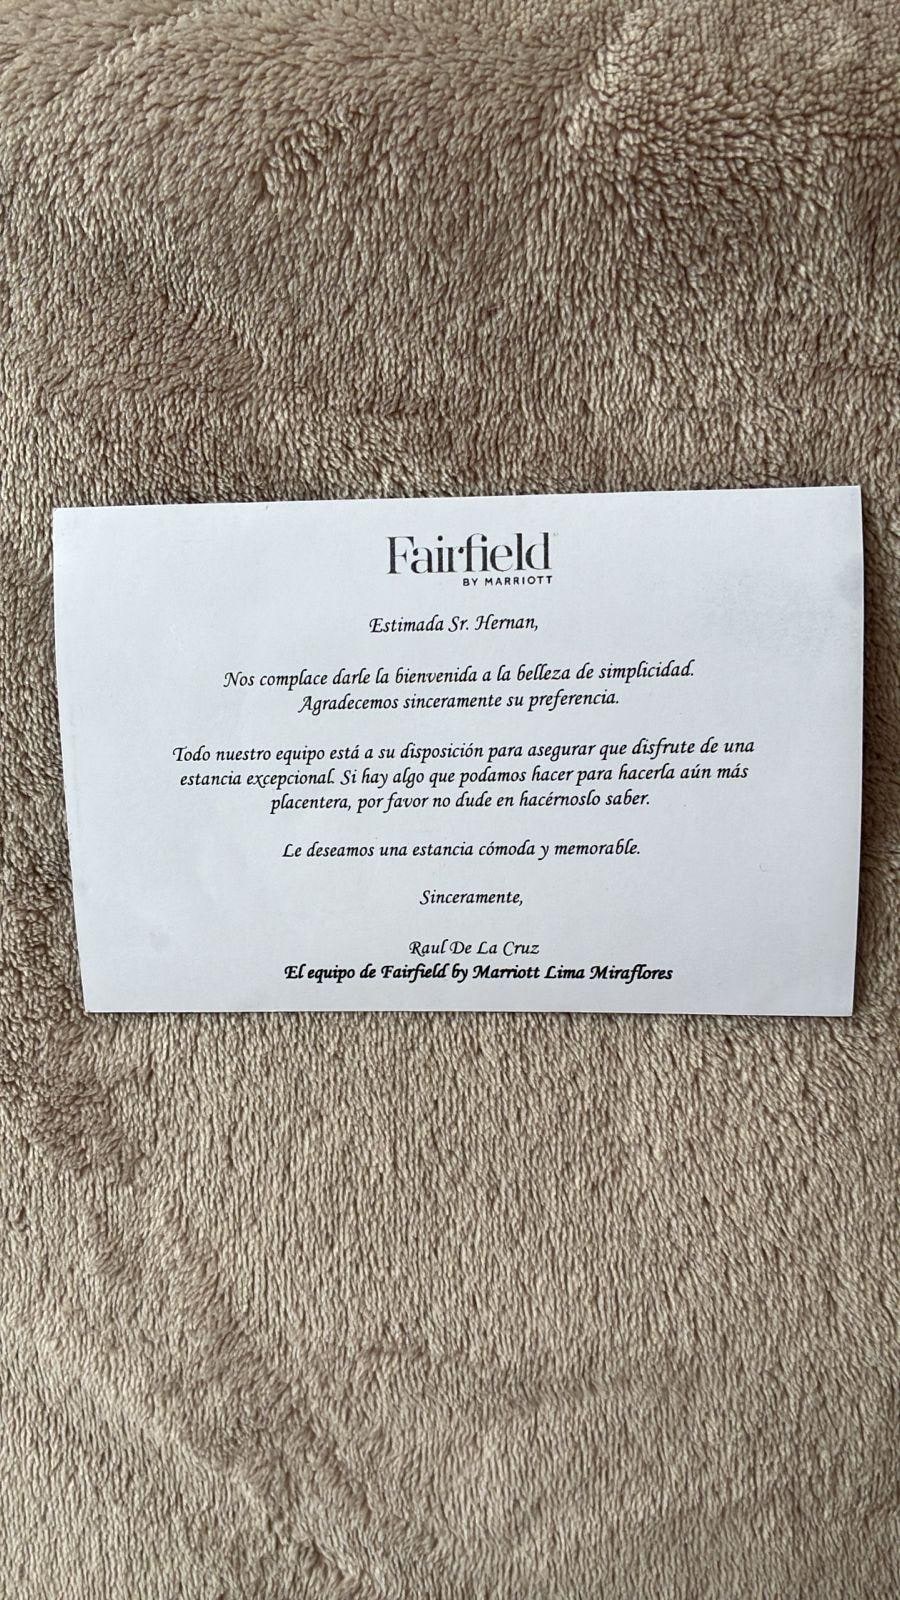 Fairfield
BY MARRIOTT
Estimada Sr. Hernan,
Nos complace darle la bienvenida a la belleza de simplicidad.
Agradecemos sinceramente su preferencia.
Todo nuestro equipo está a su disposición para asegurar que disfrute de una
estancia excepcional. Si hay algo que podamos hacer para hacerla aún más
placentera, por favor no dude en hacérnoslo saber.
Le deseamos una estancia cómoda y memorable.
Sinceramente,
Raul De La Cruz
El equipo de Fairfield by Marriott Lima Miraflores